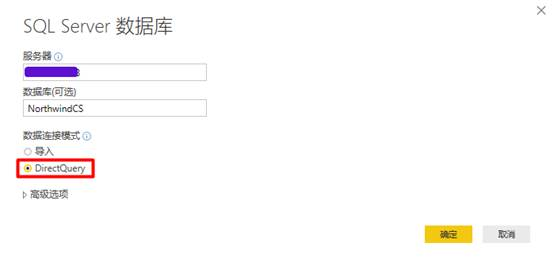 SQL Server 数据库
服务器
数据库(可选)
NorthwindCS
数据连接模式
导入
DirectQuery
高级选项
确定
取消